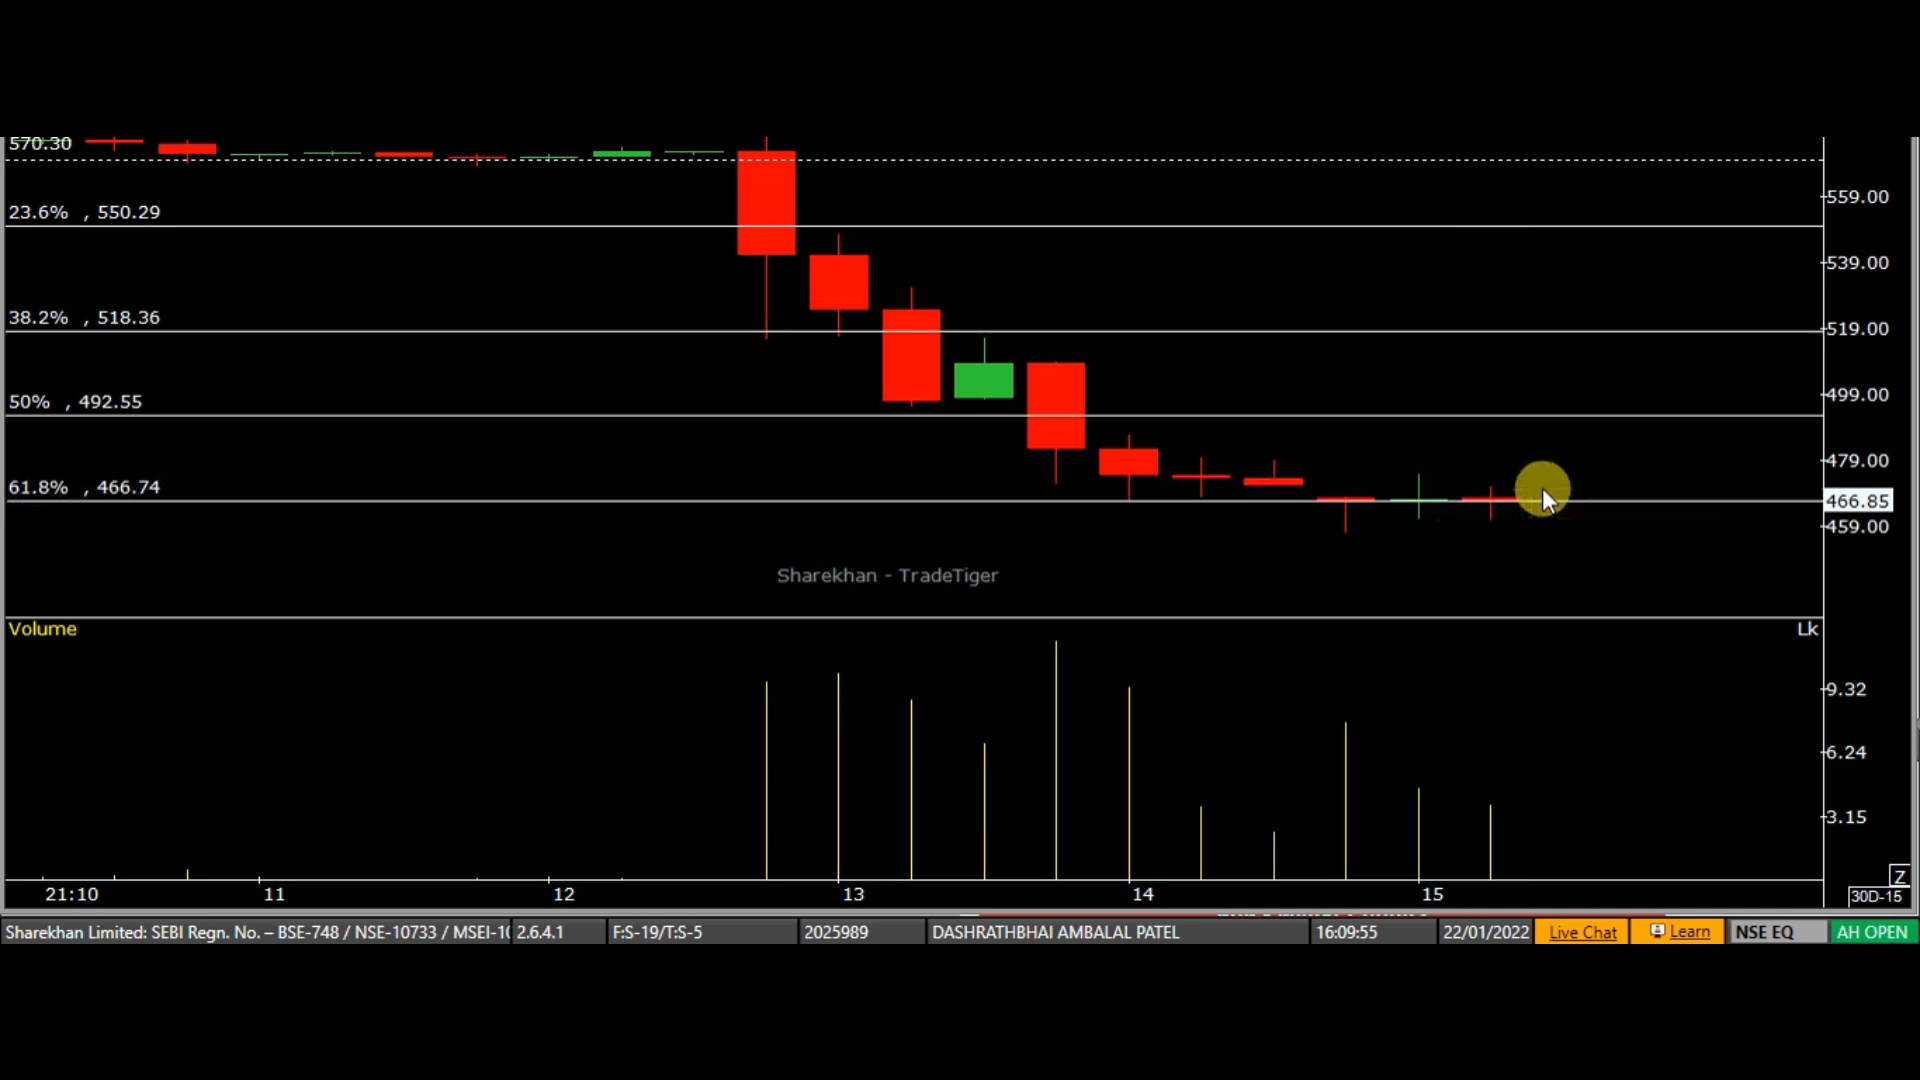 570.30
559.00
23.6% , 550.29
539.00
38.2% , 518.36
519.00
50% , 492.55
499.00
479.00
61.8% , 466.74
466.85
459.00
Sharekhan - TradeTiger
Volume
Lk
9.32
6.24
3.15
Z
21:10 11 12 13 14 15
30D-15
Sharekhan Limited: SEBI Regn. No. – BSE-748 / NSE-10733 / MSEI-10 2.6.4.1 F:S-19/T:S-5 2025989 DASHRATHBHAI AMBALAL PATEL 16:09:55 22/01/2022 Live Chat Learn NSE EQ AH OPEN